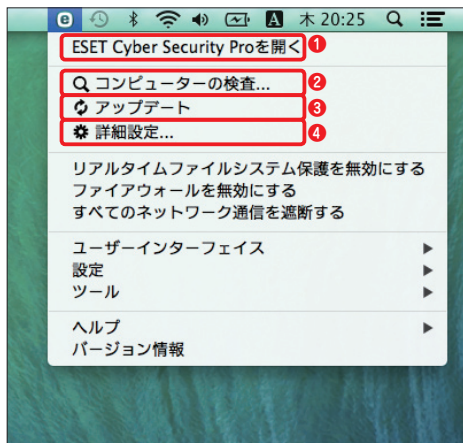 e A 木 20:25
ESET Cyber Security Proを開く 1
コンピューターの検査... 2
アップデート 3
詳細設定... 4
リアルタイムファイルシステム保護を無効にする
ファイアウォールを無効にする
すべてのネットワーク通信を遮断する
ユーザーインターフェイス
設定
ツール
ヘルプ
バージョン情報